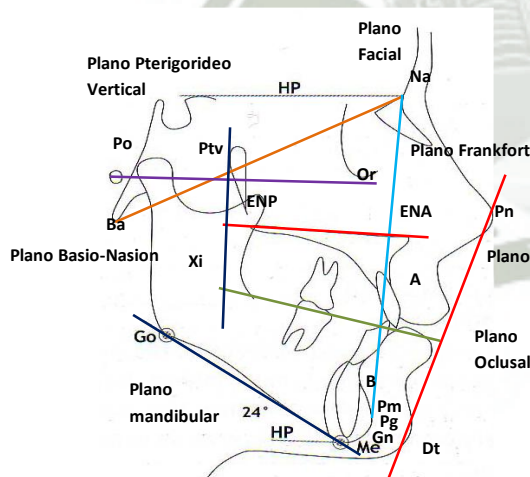 Plano
Facial
Plano Pterigorideo
Vertical
Na
HP
Po
Ptv
Plano Frankfort
Or
ENP
ENA
Pn
Ba
Plano Basio-Nasion
Plano
Xi
A
Go
Plano
Oclusal
Plano
mandibular
B
24°
Pm
Pg
HP
Gn
Me
Dt